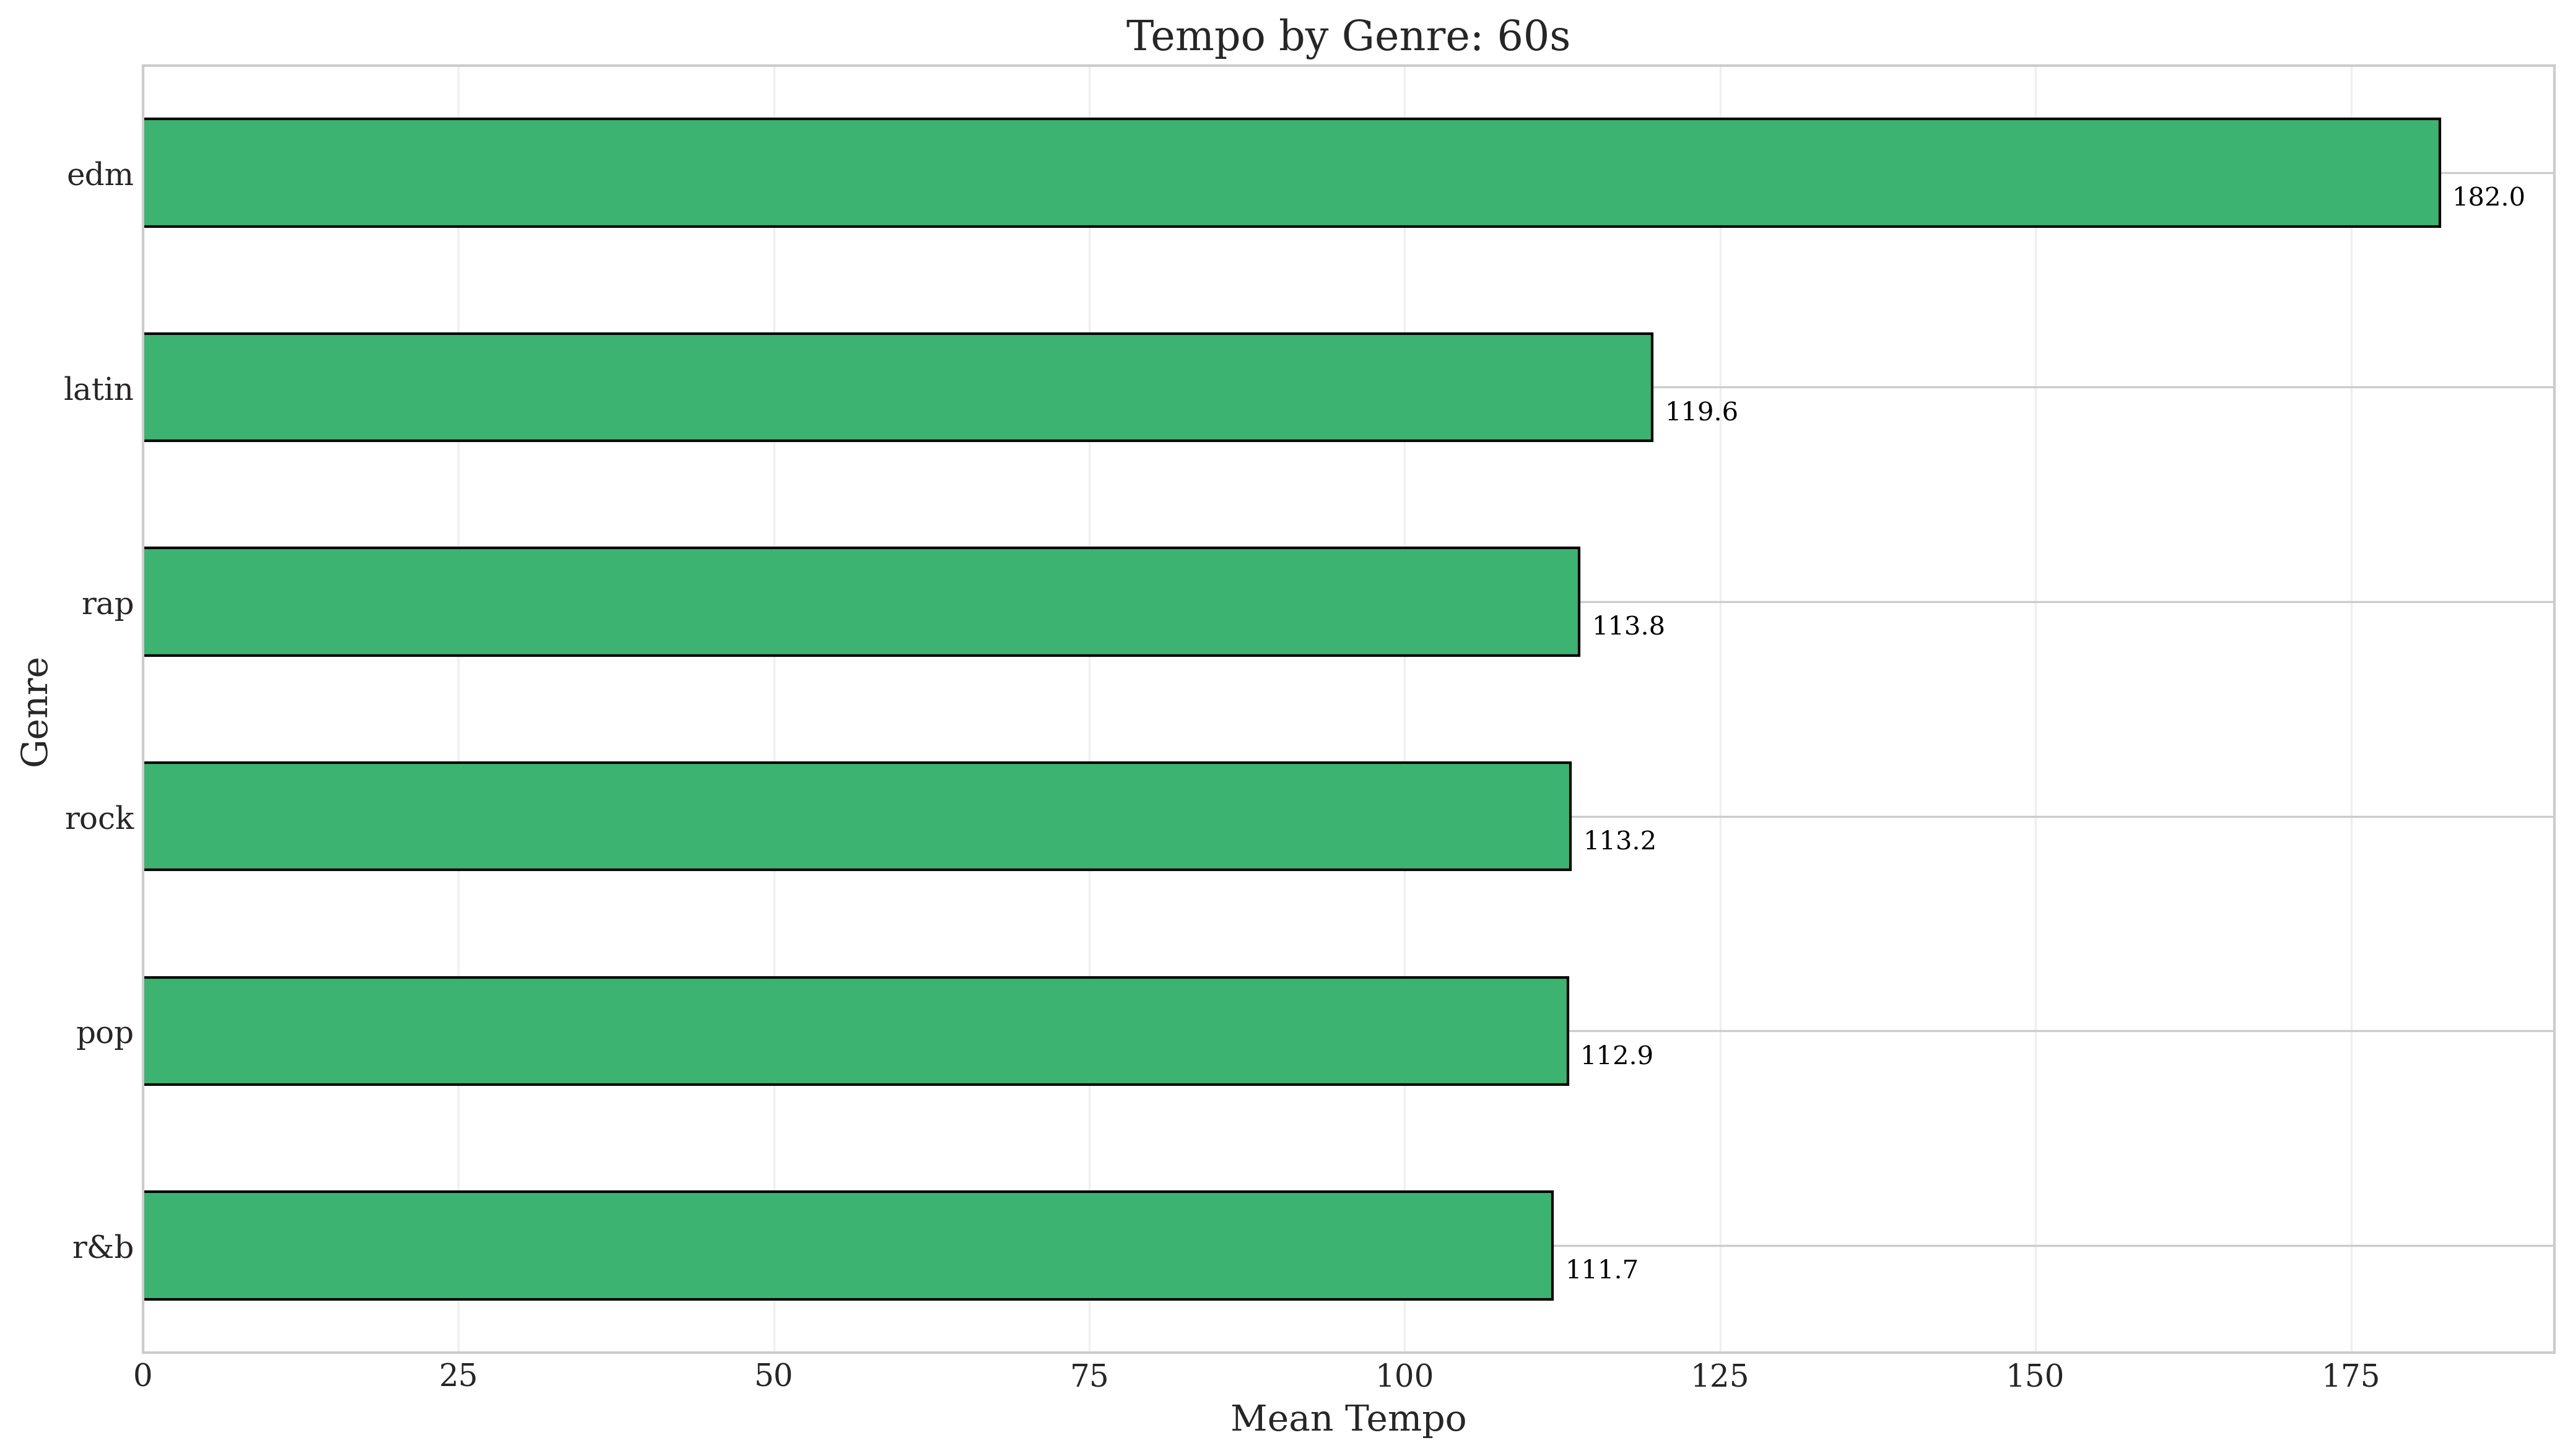 Tempo by Genre: 60s
edm
182.0
latin
119.6
rap
113.8
Genre
rock
113.2
pop
112.9
r&b
111.7
0 25 50 75 100 125 150 175
Mean Tempo